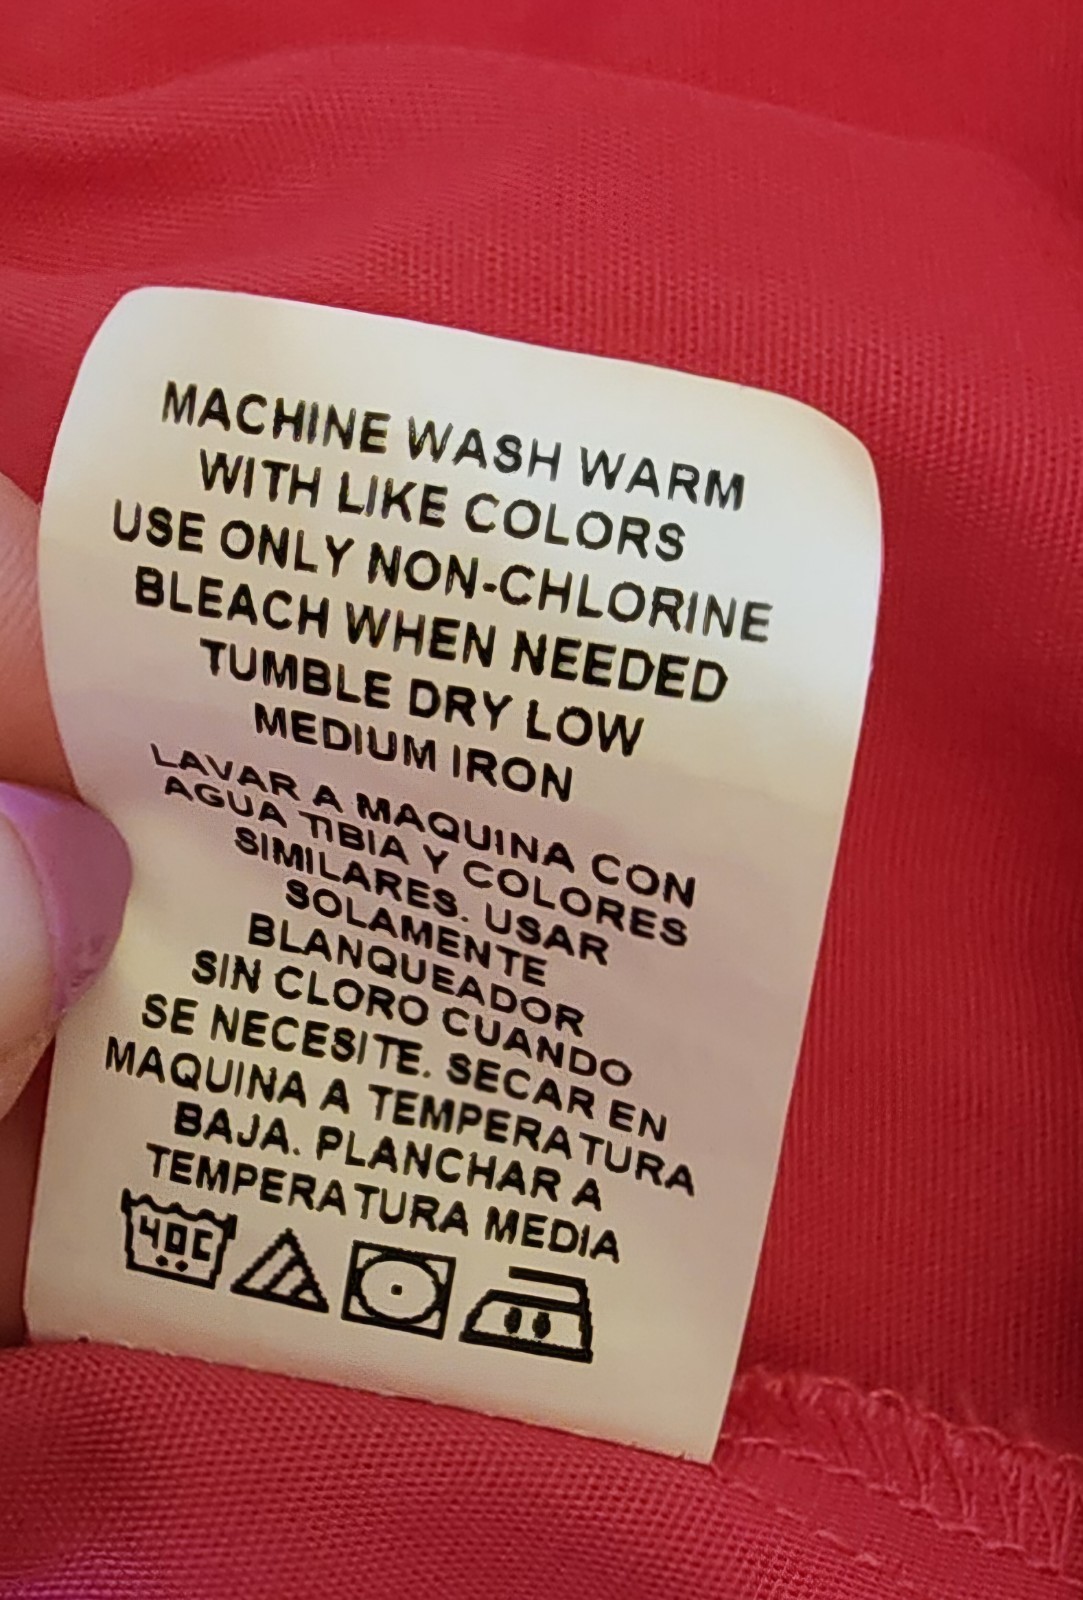 MACHINE WASH WARM
WITH LIKE COLORS
USE ONLY NON-CHLORINE
BLEACH WHEN NEEDED
TUMBLE DRY LOW
MEDIUM IRON
LAVAR A MAQUINA CON
AGUA TIBIA Y COLORES
SIMILARES. USAR
SOLAMENTE
BLANQUEADOR
SIN CLORO CUANDO
SE NECESITE. SECAR EN
MAQUINA A TEMPERATURA
BAJA. PLANCHAR A
TEMPERATURA MEDIA
40C